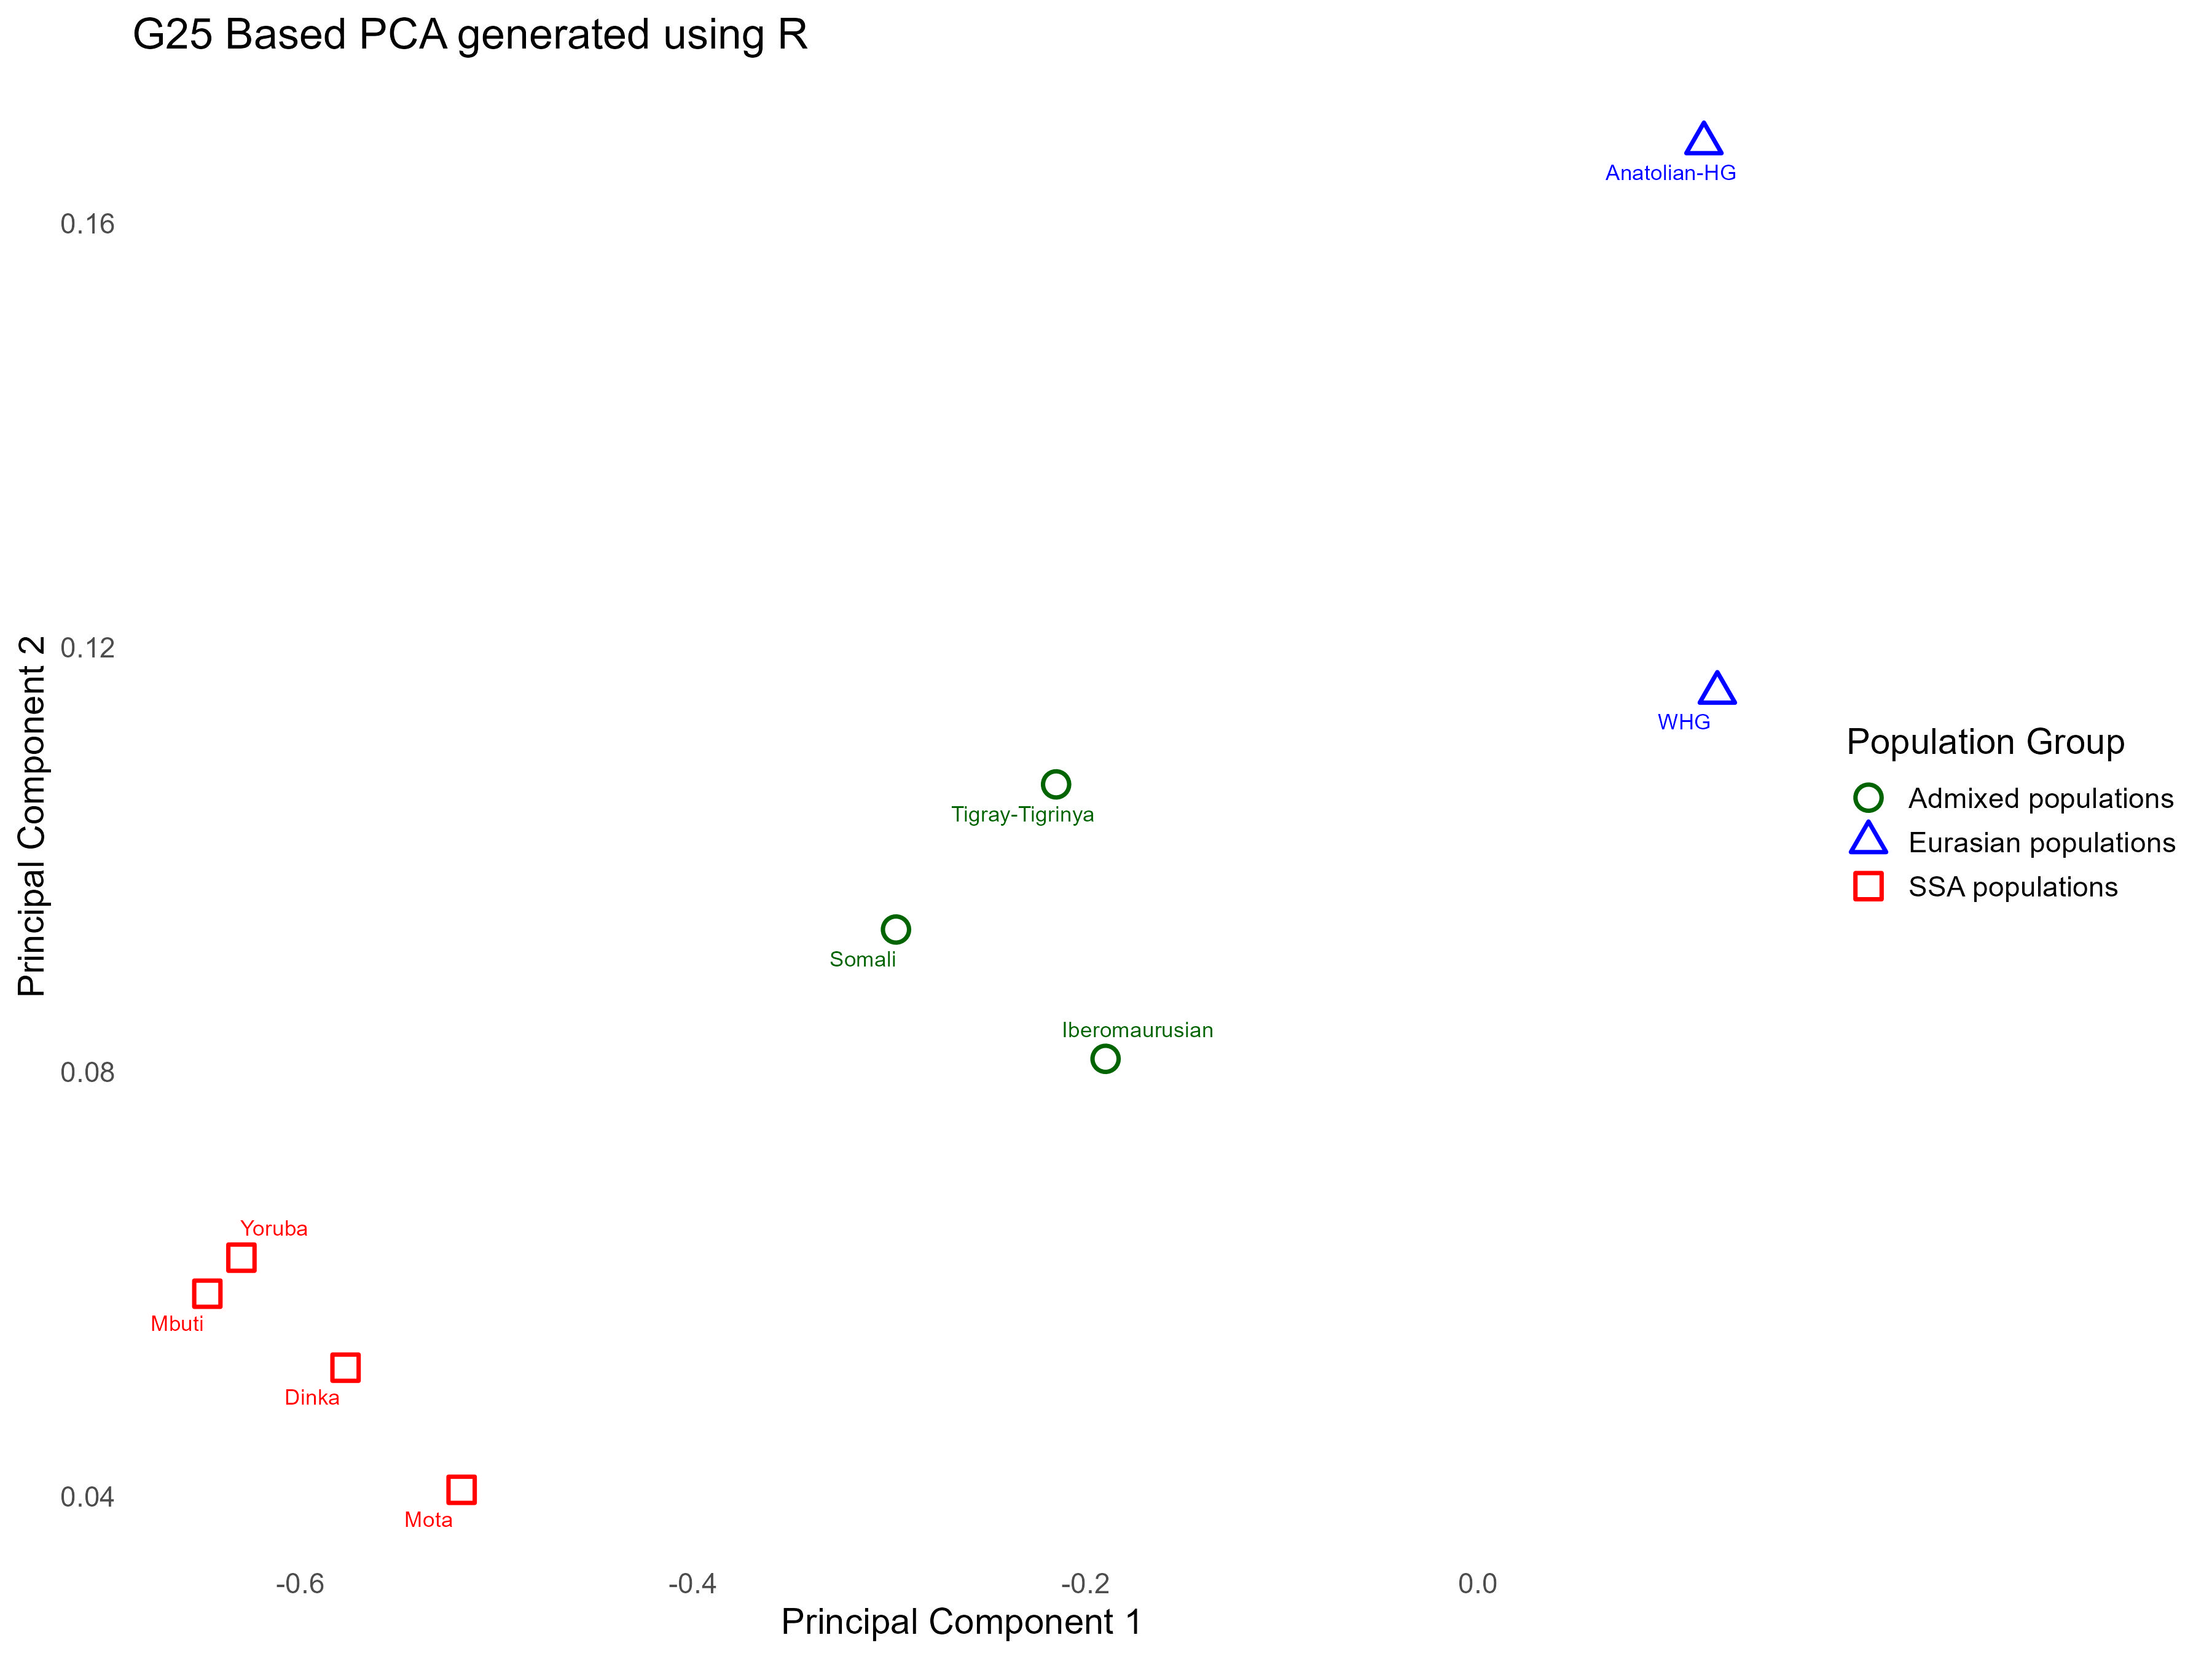 G25 Based PCA generated using R
Anatolian-HG
0.16
0.12
WHG
Population Group
Admixed populations
Eurasian populations
SSA populations
Tigray-Tigrinya
Principal Component 2
Somali
Iberomaurusian
0.08
Yoruba
Mbuti
Dinka
0.04
Mota
-0.6
-0.4
-0.2
0.0
Principal Component 1